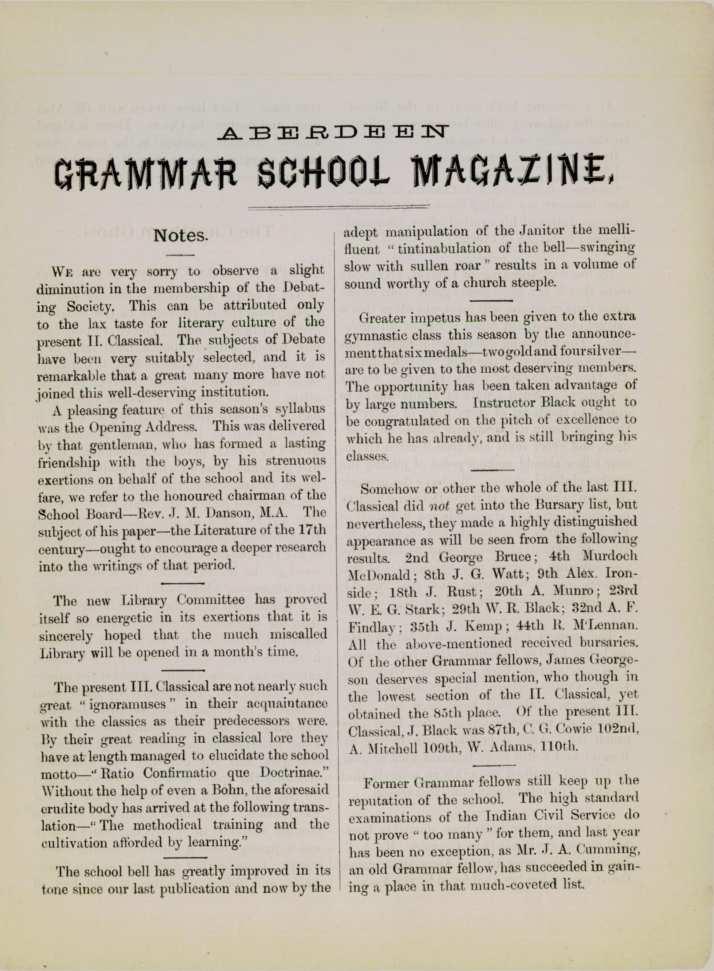 ABERDEEN
GRAMMAR SCHOOL MAGAZINE.
Notes.
WE are very sorry to observe a slight
diminution in the membership of the Debat-
ing Society. This can be attributed only
to the lax taste for literary culture of the
present II. Classical. The subjects of Debate
have been very suitably selected, and it is
remarkable that a great many more have not
joined this well-deserving institution.
A pleasing feature of this season's syllabus
was the Opening Address. This was delivered
by that gentleman, who has formed a lasting
friendship with the boys, by his strenuous
exertions on behalf of the school and its wel-
fare, we refer to the honoured chairman of the
School Board—Rev. J. M. Danson, M.A. The
subject of his paper—the Literature of the 17th
century—ought to encourage a deeper research
into the writings of that period.
The new Library Committee has proved
itself so energetic in its exertions that it is
sincerely hoped that the much miscalled
Library will be opened in a month's time.
The present III. Classical are not nearly such
great "ignoramuses" in their acquaintance
with the classics as their predecessors were.
By their great reading in classical lore they
have at length managed to elucidate the school
motto—"Ratio Confirmatio que Doctrinae."
Without the help of even a Bohn, the aforesaid
erudite body has arrived at the following trans-
lation—"The methodical training and the
cultivation afforded by learning."
The school bell has greatly improved in its
tone since our last publication and now by the
adept manipulation of the Janitor the melli-
fluent "tintinabulation of the bell—swinging
slow with sullen roar" results in a volume of
sound worthy of a church steeple.
Greater impetus has been given to the extra
gymnastic class this season by the announce-
ment that six medals—two gold and four silver—
are to be given to the most deserving members.
The opportunity has been taken advantage of
by large numbers. Instructor Black ought to
be congratulated on the pitch of excellence to
which he has already, and is still bringing his
classes.
Somehow or other the whole of the last III.
Classical did not get into the Bursary list, but
nevertheless, they made a highly distinguished
appearance as will be seen from the following
results. 2nd George Bruce; 4th Murdoch
McDonald; 8th J. G. Watt; 9th Alex. Iron-
side; 18th J. Rust; 20th A. Munro; 23rd
W. E. G. Stark; 29th W. R. Black; 32nd A. F.
Findlay; 35th J. Kemp; 44th R. M'Lennan.
All the above-mentioned received bursaries.
Of the other Grammar fellows, James George-
son deserves special mention, who though in
the lowest section of the II. Classical, yet
obtained the 85th place. Of the present III.
Classical, J. Black was 87th, C. G. Cowie 102nd,
A. Mitchell 109th, W. Adams, 110th.
Former Grammar fellows still keep up the
reputation of the school. The high standard
examinations of the Indian Civil Service do
not prove "too many" for them, and last year
has been no exception, as Mr. J. A. Cumming,
an old Grammar fellow, has succeeded in gain-
ing a place in that much-coveted list.